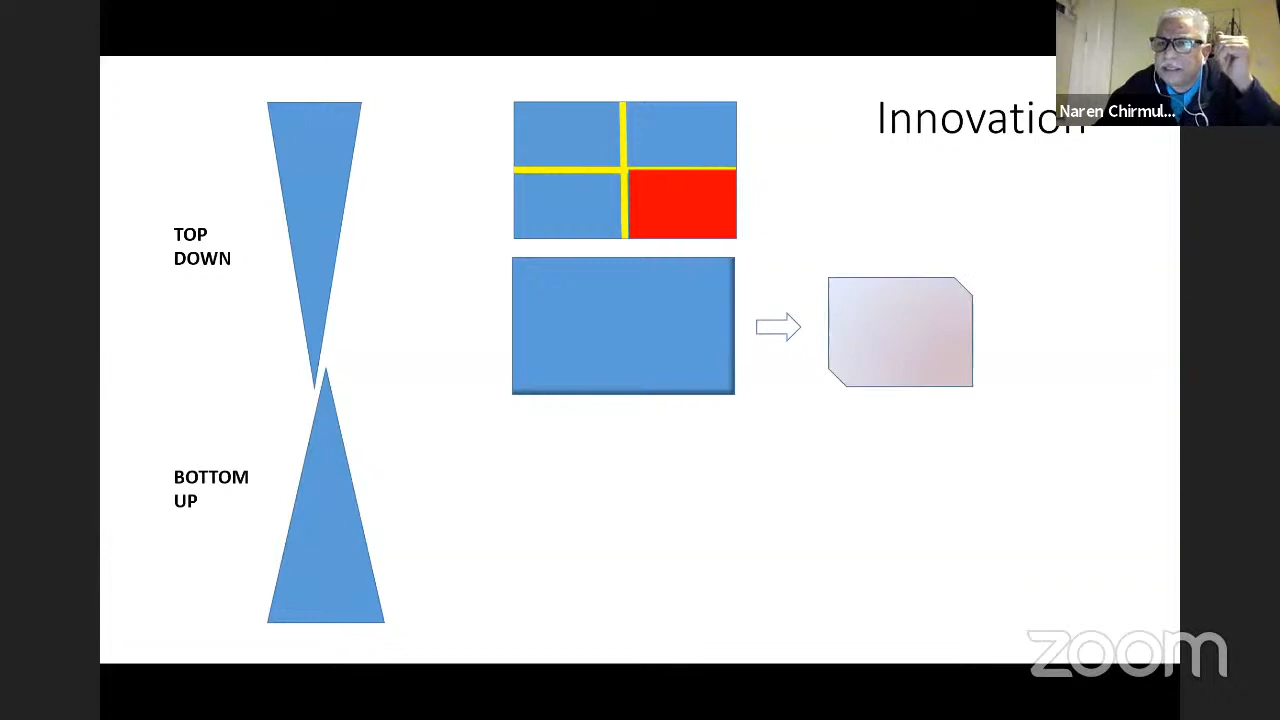 Innovation
Naren Chirmul...
TOP
DOWN
BOTTOM
UP
zoom